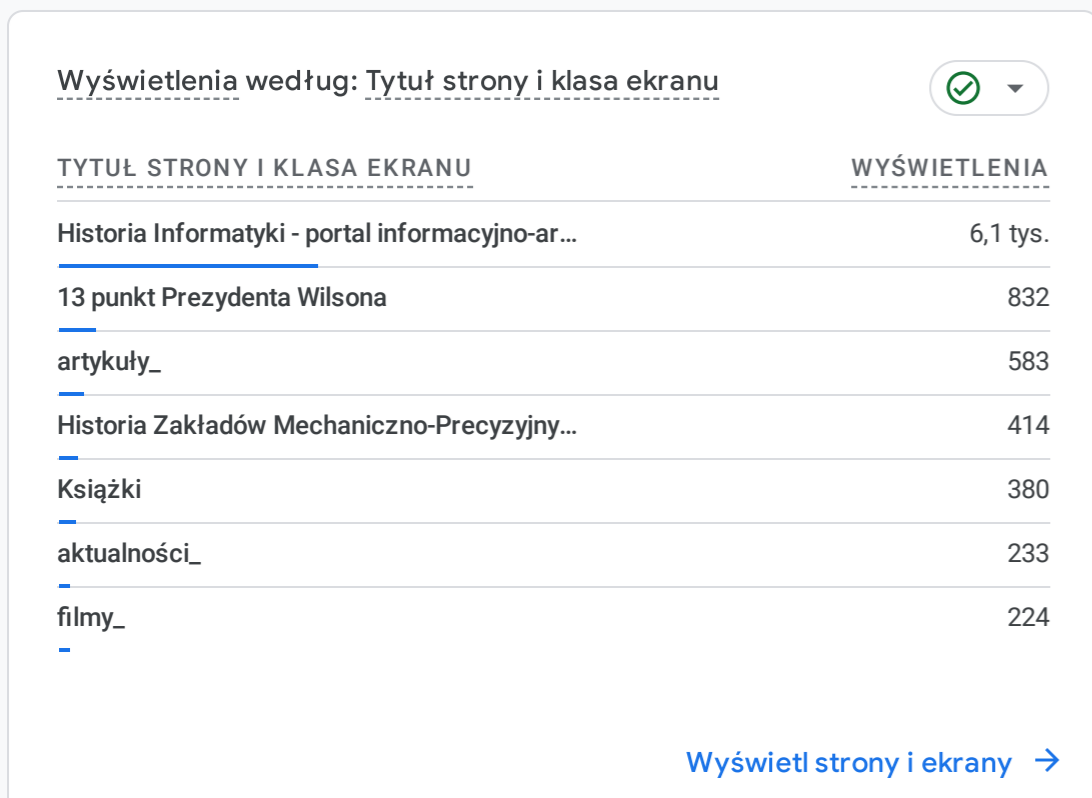 Wyświetlenia według: Tytuł strony i klasa ekranu
TYTUŁ STRONY I KLASA EKRANU WYŚWIETLENIA
Historia Informatyki - portal informacyjno-ar... 6,1 tys.
13 punkt Prezydenta Wilsona 832
artykuły_ 583
Historia Zakładów Mechaniczno-Precyzyjny... 414
Książki 380
aktualności_ 233
filmy_ 224
Wyświetl strony i ekrany